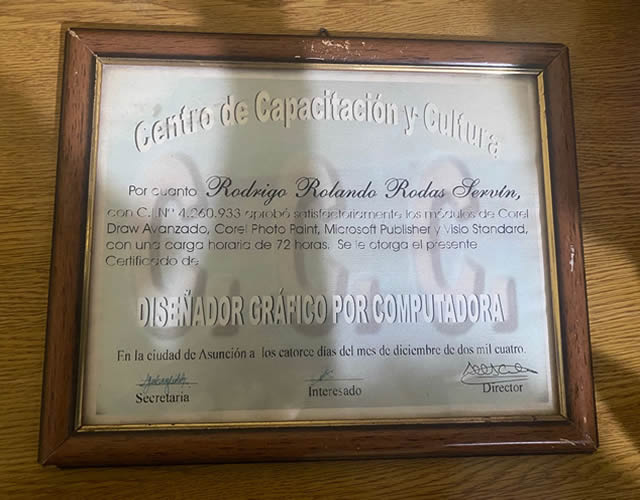 Centro de Capacitación y Cultura
C. C. C.
Por cuanto Rodrigo Rolando Rodas Servín,
con C.I.Nº 4.260.933 aprobó satisfactoriamente los módulos de Corel
Draw Avanzado, Corel Photo Paint, Microsoft Publisher y Visio Standard,
con una carga horaria de 72 horas. Se le otorga el presente
Certificado de
DISEÑADOR GRÁFICO POR COMPUTADORA
En la ciudad de Asunción a los catorce días del mes de diciembre de dos mil cuatro.
Secretaria
Interesado
Director